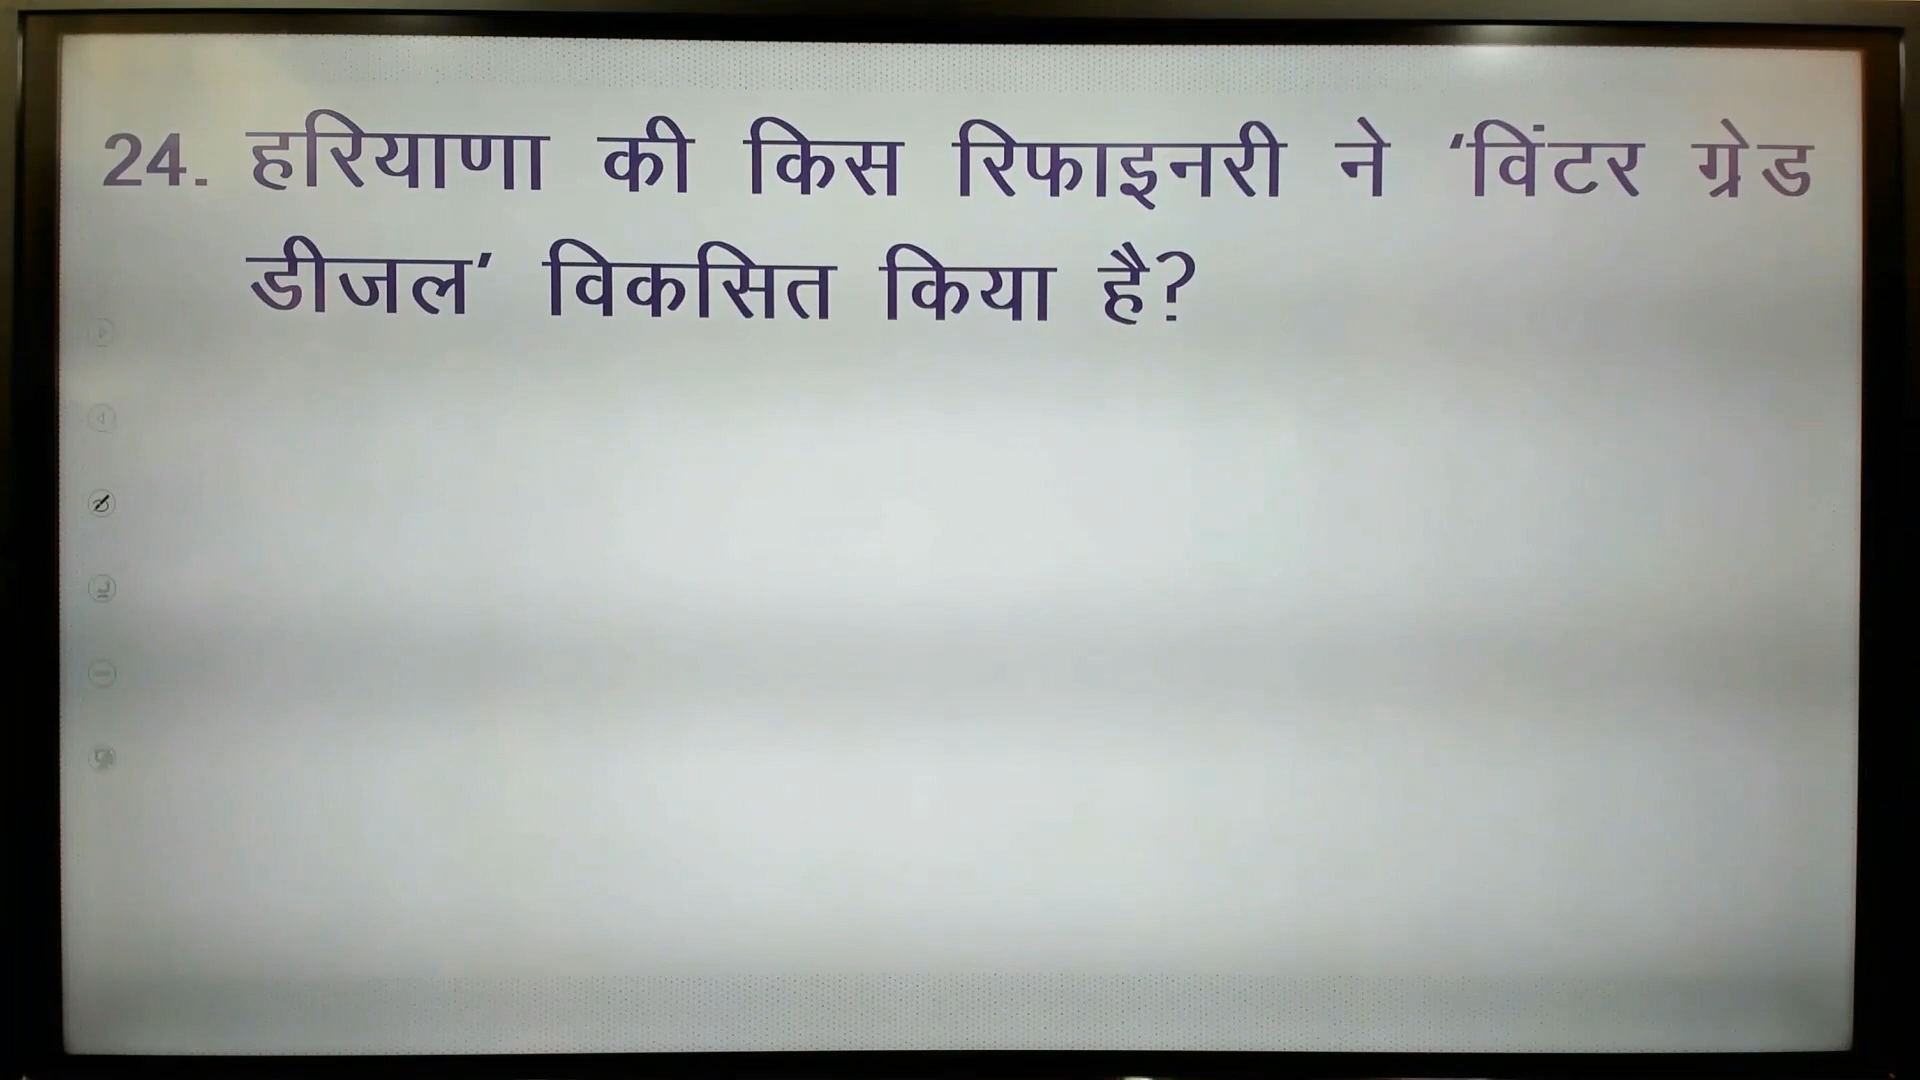 24. हरियाणा की किस रिफाइनरी ने ‘विंटर ग्रेड
डीजल’ विकसित किया है?